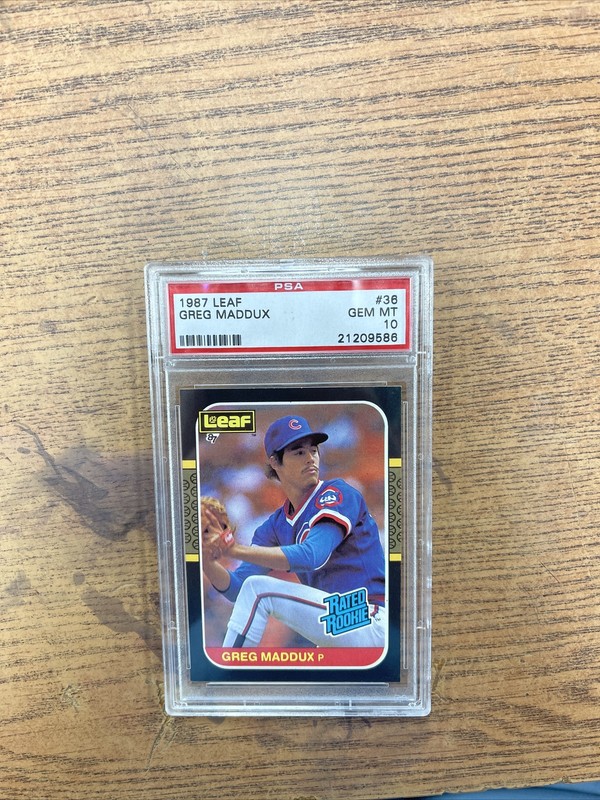 PSA
1987 LEAF #36
GREG MADDUX GEM MT
10
21209586
Leaf
87
C
RATED
ROOKIE
GREG MADDUX P